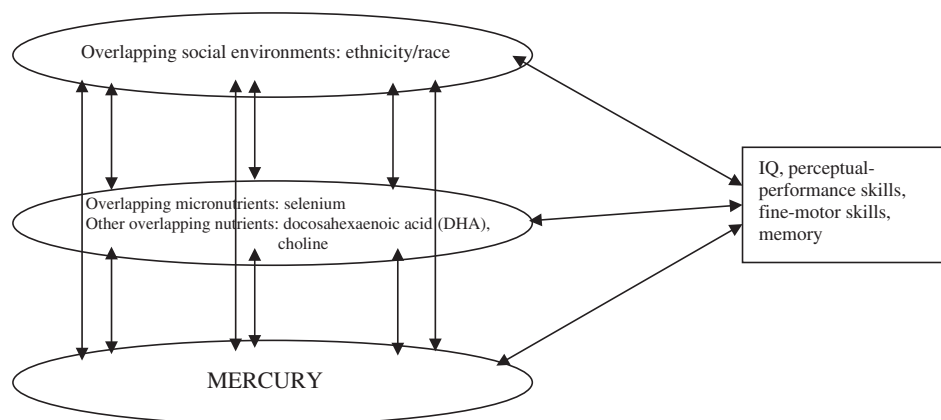 Overlapping social environments: ethnicity/race
Overlapping micronutrients: selenium
Other overlapping nutrients: docosahexaenoic acid (DHA),
choline
MERCURY
IQ, perceptual-
performance skills,
fine-motor skills,
memory